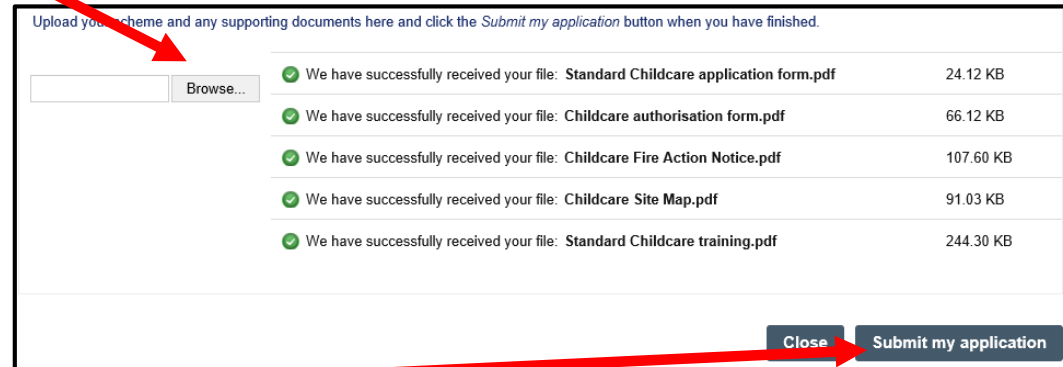 Upload your scheme and any supporting documents here and click the Submit my application button when you have finished.
Browse...
We have successfully received your file: Standard Childcare application form.pdf 24.12 KB
We have successfully received your file: Childcare authorisation form.pdf 66.12 KB
We have successfully received your file: Childcare Fire Action Notice.pdf 107.60 KB
We have successfully received your file: Childcare Site Map.pdf 91.03 KB
We have successfully received your file: Standard Childcare training.pdf 244.30 KB
Close Submit my application